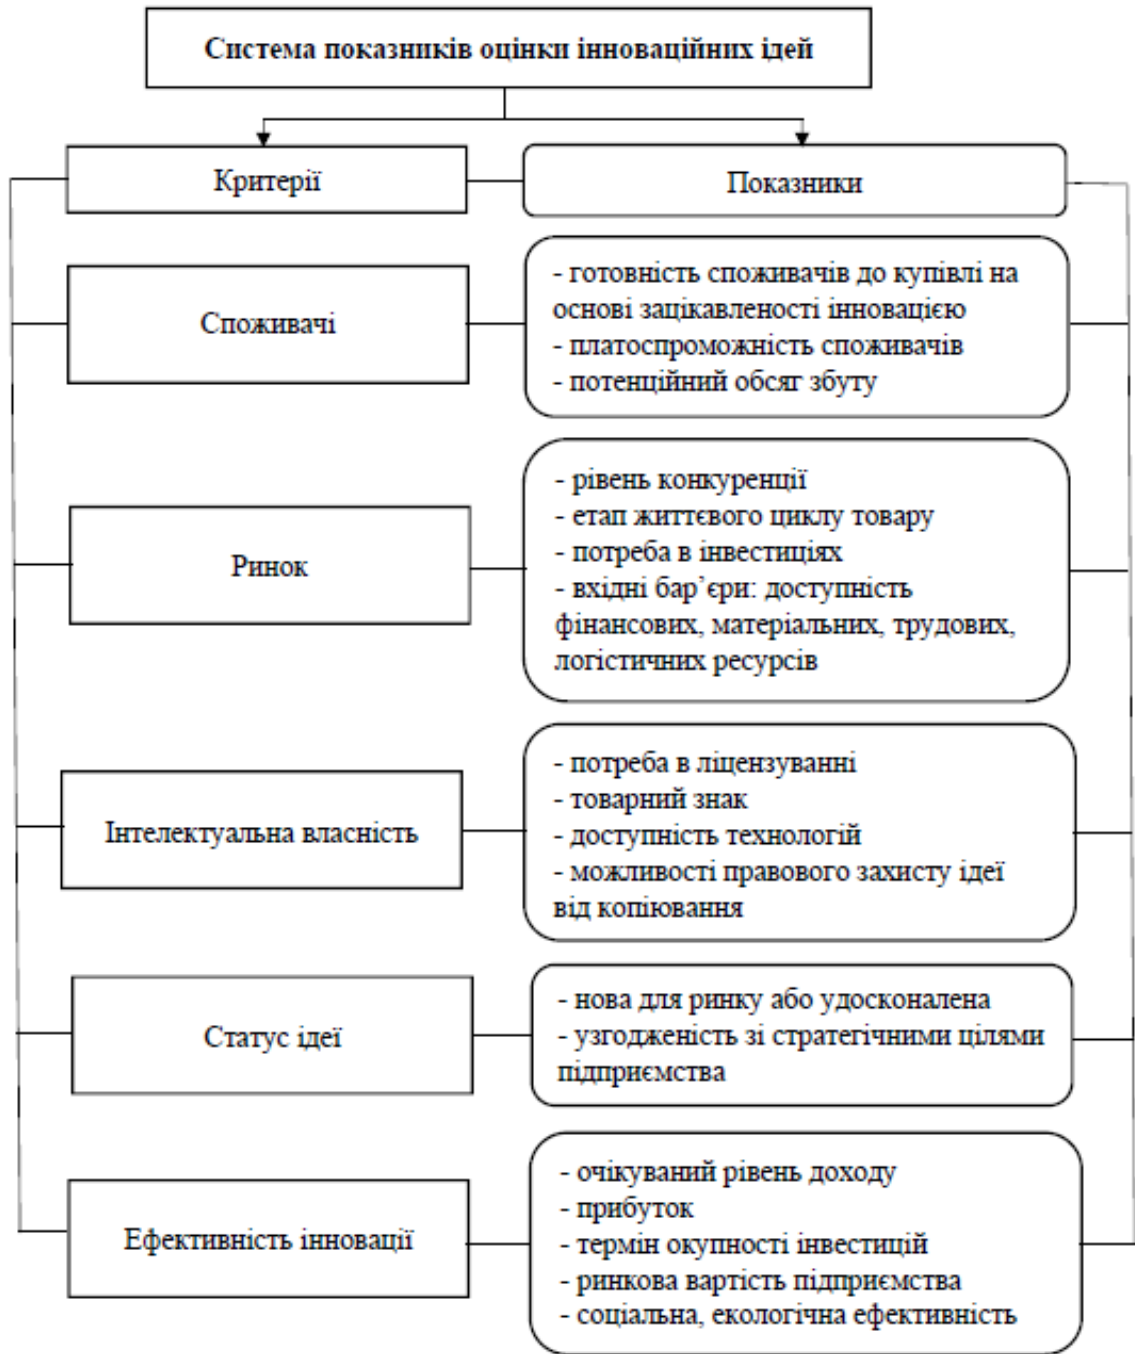 Система показників оцінки інноваційних ідей
Критерії
Показники
Споживачі
- готовність споживачів до купівлі на
основі зацікавленості інновацією
- платоспроможність споживачів
- потенційний обсяг збуту
Ринок
- рівень конкуренції
- етап життєвого циклу товару
- потреба в інвестиціях
- вхідні бар’єри: доступність
фінансових, матеріальних, трудових,
логістичних ресурсів
Інтелектуальна власність
- потреба в ліцензуванні
- товарний знак
- доступність технологій
- можливості правового захисту ідеї
від копіювання
Статус ідеї
- нова для ринку або удосконалена
- узгодженість зі стратегічними цілями
підприємства
Ефективність інновації
- очікуваний рівень доходу
- прибуток
- термін окупності інвестицій
- ринкова вартість підприємства
- соціальна, екологічна ефективність